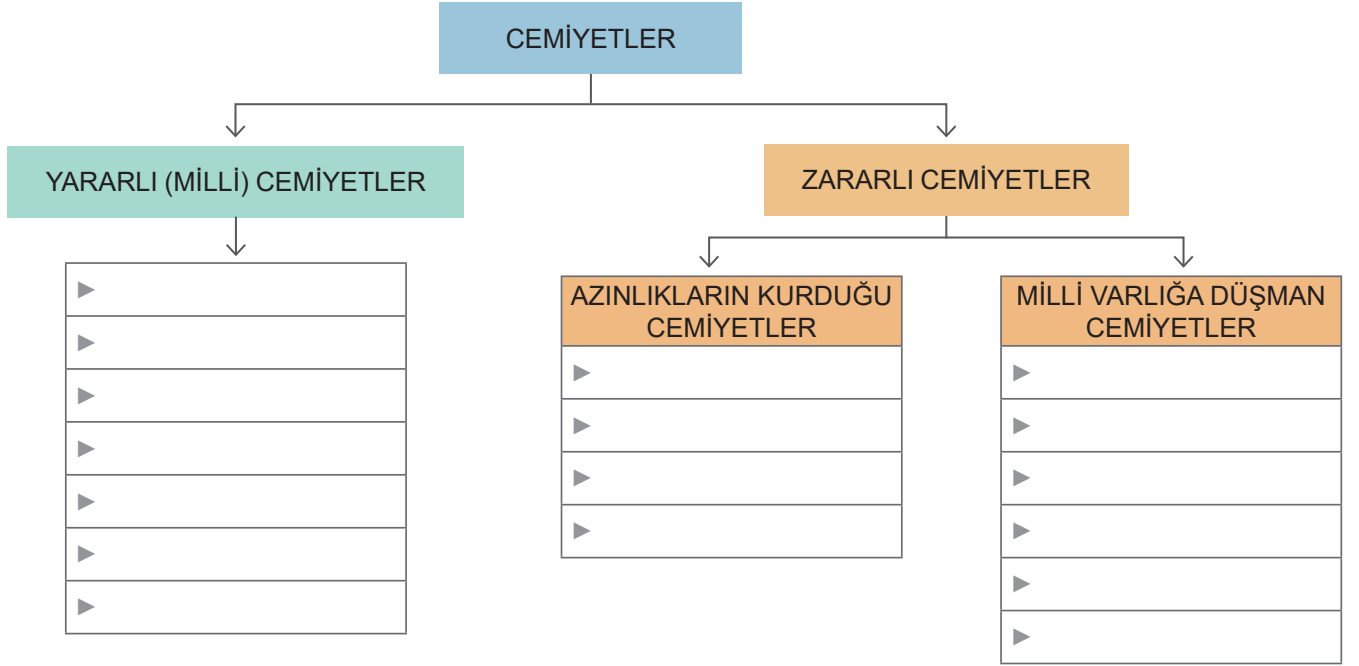 CEMİYETLER
YARARLI (MİLLİ) CEMİYETLER
ZARARLI CEMİYETLER
AZINLIKLARIN KURDUĞU
CEMİYETLER
MİLLİ VARLIĞA DÜŞMAN
CEMİYETLER